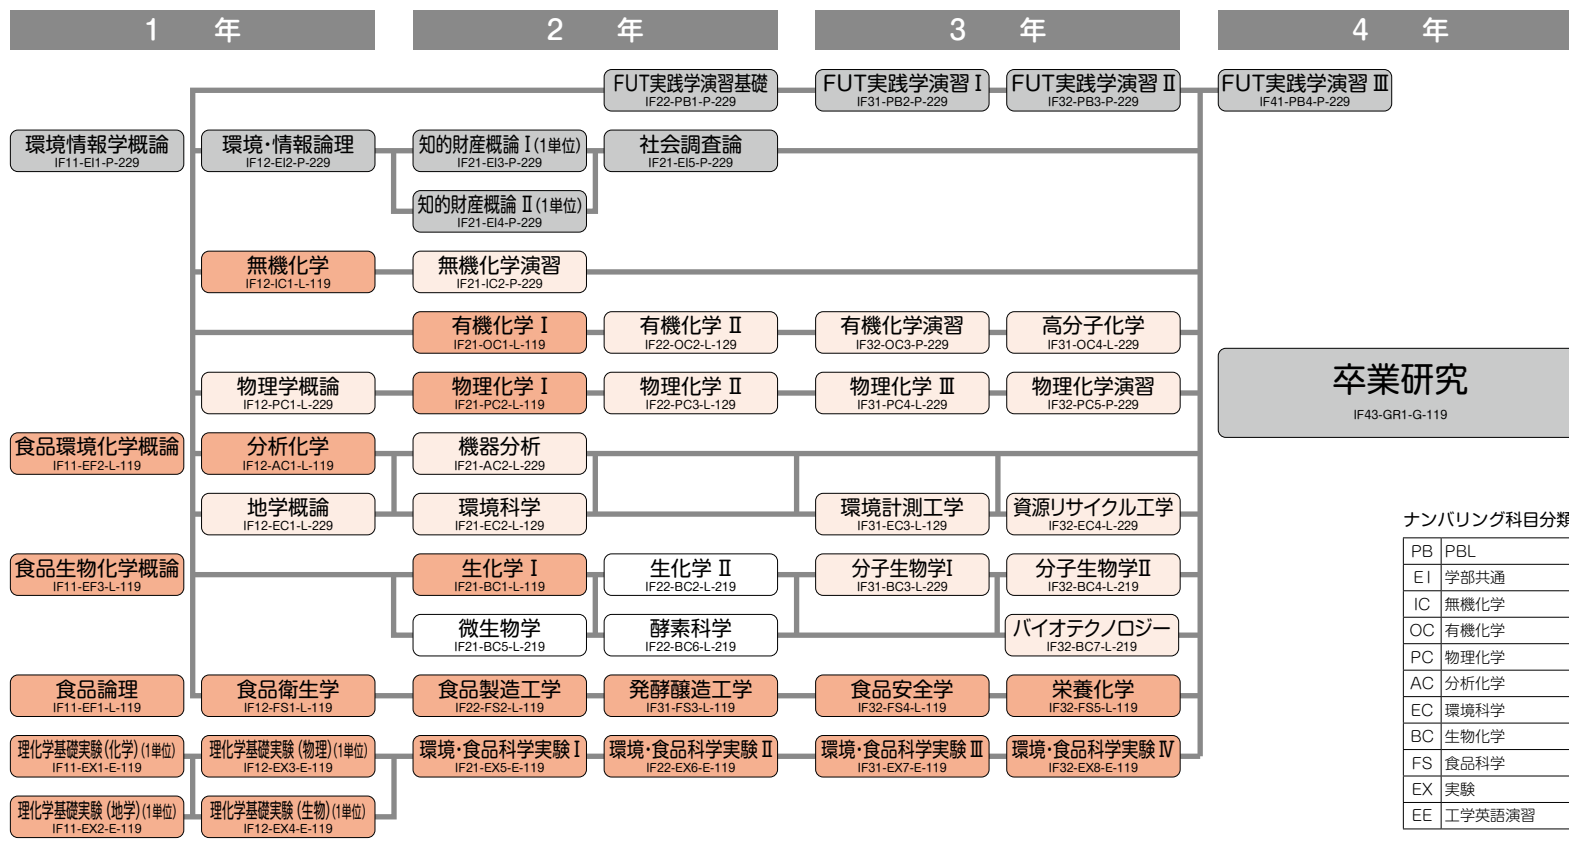 1 年
2 年
3 年
4 年
FUT実践学演習基礎
IF22-PB1-P-229
FUT実践学演習 Ⅰ
IF31-PB2-P-229
FUT実践学演習 Ⅱ
IF32-PB3-P-229
FUT実践学演習 Ⅲ
IF41-PB4-P-229
環境情報学概論
IF11-EI1-P-229
環境・情報論理
IF12-EI2-P-229
知的財産概論 Ⅰ(1単位)
IF21-EI3-P-229
社会調査論
IF21-EI5-P-229
知的財産概論 Ⅱ(1単位)
IF21-EI4-P-229
無機化学
IF12-IC1-L-119
無機化学演習
IF21-IC2-P-229
有機化学 Ⅰ
IF21-OC1-L-119
有機化学 Ⅱ
IF22-OC2-L-129
有機化学演習
IF32-OC3-P-229
高分子化学
IF31-OC4-L-229
物理学概論
IF12-PC1-L-229
物理化学 Ⅰ
IF21-PC2-L-119
物理化学 Ⅱ
IF22-PC3-L-129
物理化学 Ⅲ
IF31-PC4-L-229
物理化学演習
IF32-PC5-P-229
卒業研究
IF43-GR1-G-119
食品環境化学概論
IF11-EF2-L-119
分析化学
IF12-AC1-L-119
機器分析
IF21-AC2-L-229
地学概論
IF12-EC1-L-229
環境科学
IF21-EC2-L-129
環境計測工学
IF31-EC3-L-129
資源リサイクル工学
IF32-EC4-L-229
食品生物化学概論
IF11-EF3-L-119
生化学 Ⅰ
IF21-BC1-L-119
生化学 Ⅱ
IF22-BC2-L-219
分子生物学Ⅰ
IF31-BC3-L-229
分子生物学Ⅱ
IF32-BC4-L-219
微生物学
IF21-BC5-L-219
酵素科学
IF22-BC6-L-219
バイオテクノロジー
IF32-BC7-L-219
食品論理
IF11-EF1-L-119
食品衛生学
IF12-FS1-L-119
食品製造工学
IF22-FS2-L-119
発酵醸造工学
IF31-FS3-L-119
食品安全学
IF32-FS4-L-119
栄養化学
IF32-FS5-L-119
理化学基礎実験(化学)(1単位)
IF11-EX1-E-119
理化学基礎実験(物理)(1単位)
IF12-EX3-E-119
環境・食品科学実験Ⅰ
IF21-EX5-E-119
環境・食品科学実験Ⅱ
IF22-EX6-E-119
環境・食品科学実験Ⅲ
IF31-EX7-E-119
環境・食品科学実験Ⅳ
IF32-EX8-E-119
理化学基礎実験(地学)(1単位)
IF11-EX2-E-119
理化学基礎実験(生物)(1単位)
IF12-EX4-E-119
ナンバリング科目分類
PB PBL
EI 学部共通
IC 無機化学
OC 有機化学
PC 物理化学
AC 分析化学
EC 環境科学
BC 生物化学
FS 食品科学
EX 実験
EE 工学英語演習